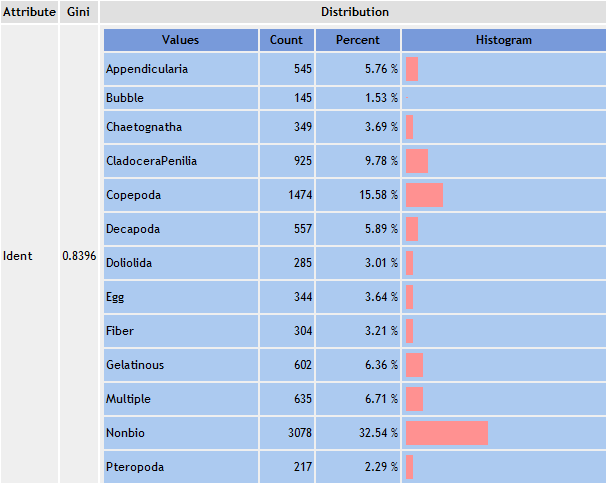 Attribute Gini Distribution
Values Count Percent Histogram
Appendicularia 545 5.76 %
Bubble 145 1.53 %
Chaetognatha 349 3.69 %
CladoceraPenilia 925 9.78 %
Copepoda 1474 15.58 %
Decapoda 557 5.89 %
Ident 0.8396
Doliolida 285 3.01 %
Egg 344 3.64 %
Fiber 304 3.21 %
Gelatinous 602 6.36 %
Multiple 635 6.71 %
Nonbio 3078 32.54 %
Pteropoda 217 2.29 %